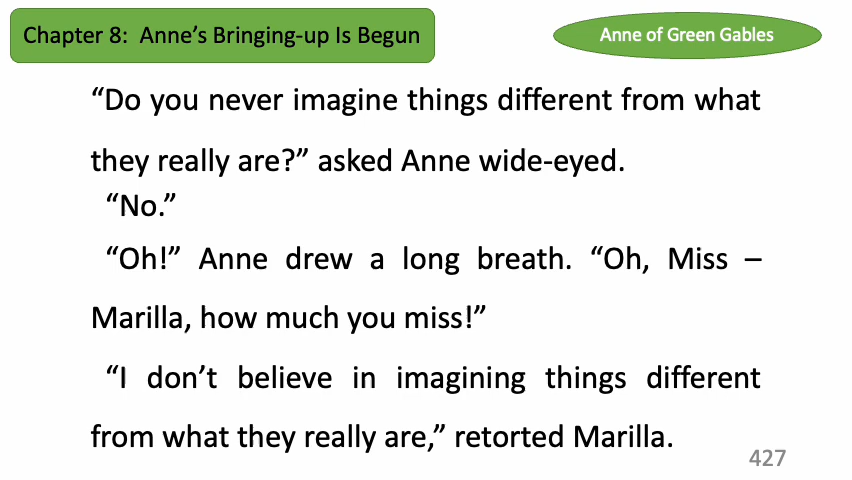 Chapter 8:  Anne’s Bringing-up Is Begun
Anne of Green Gables
“Do you never imagine things different from what
they really are?” asked Anne wide-eyed.
“No.”
“Oh!” Anne drew a long breath. “Oh, Miss –
Marilla, how much you miss!”
“I don’t believe in imagining things different
from what they really are,” retorted Marilla.
427